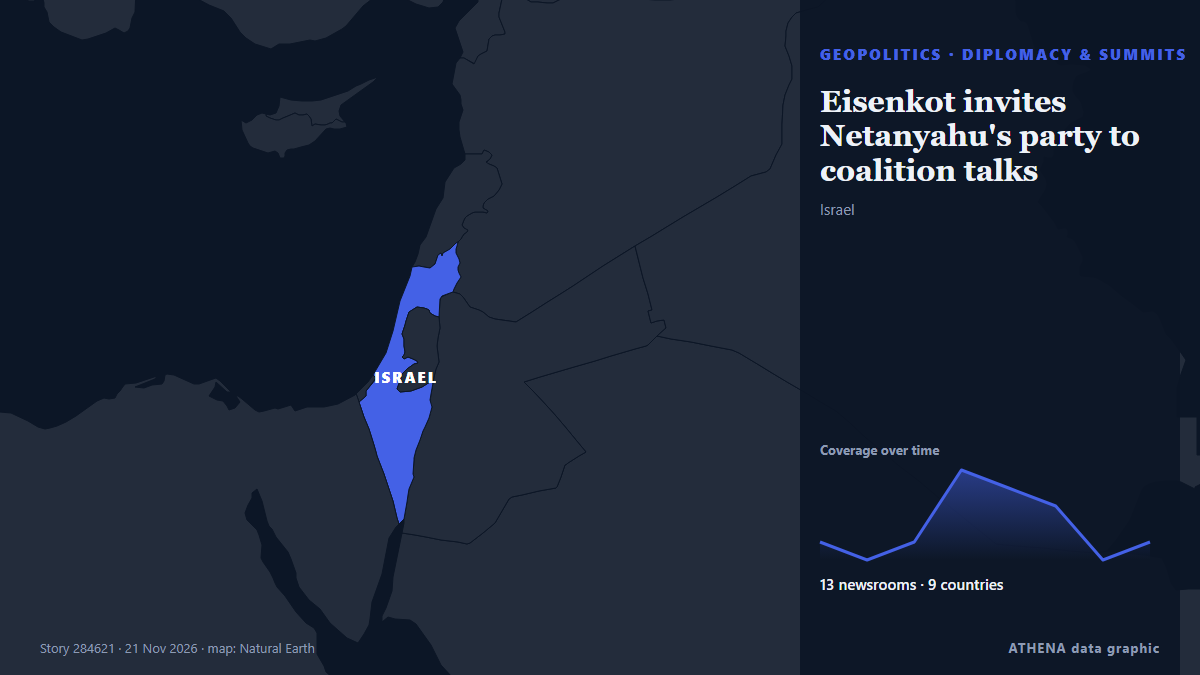 GEOPOLITICS · DIPLOMACY & SUMMITS
Eisenkot invites
Netanyahu's party to
coalition talks
Israel
ISRAEL
Coverage over time
13 newsrooms · 9 countries
Story 284621 · 21 Nov 2026 · map: Natural Earth
ATHENA data graphic